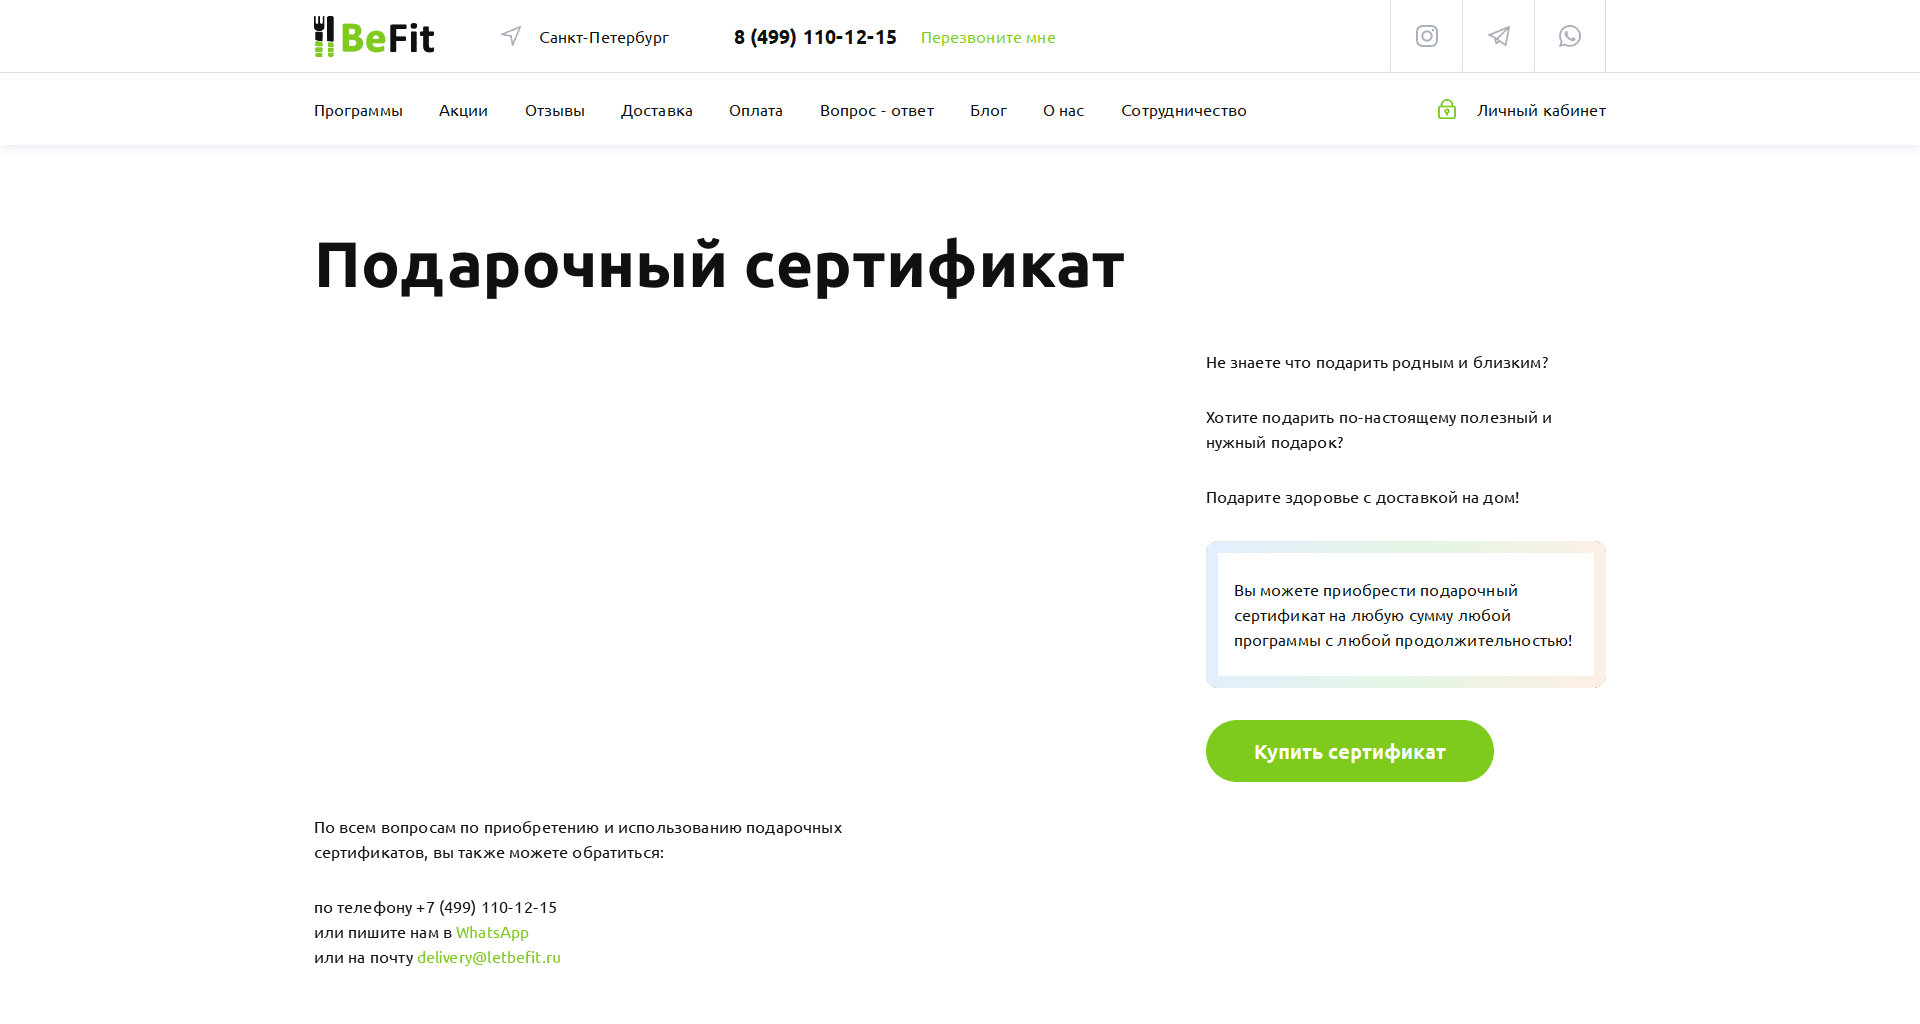 BeFit
Санкт-Петербург
8 (499) 110-12-15
Перезвоните мне
Программы
Акции
Отзывы
Доставка
Оплата
Вопрос - ответ
Блог
О нас
Сотрудничество
Личный кабинет
Подарочный сертификат
Не знаете что подарить родным и близким?
Хотите подарить по-настоящему полезный и
нужный подарок?
Подарите здоровье с доставкой на дом!
Вы можете приобрести подарочный
сертификат на любую сумму любой
программы с любой продолжительностью!
Купить сертификат
По всем вопросам по приобретению и использованию подарочных
сертификатов, вы также можете обратиться:
по телефону +7 (499) 110-12-15
или пишите нам в WhatsApp
или на почту delivery@letbefit.ru